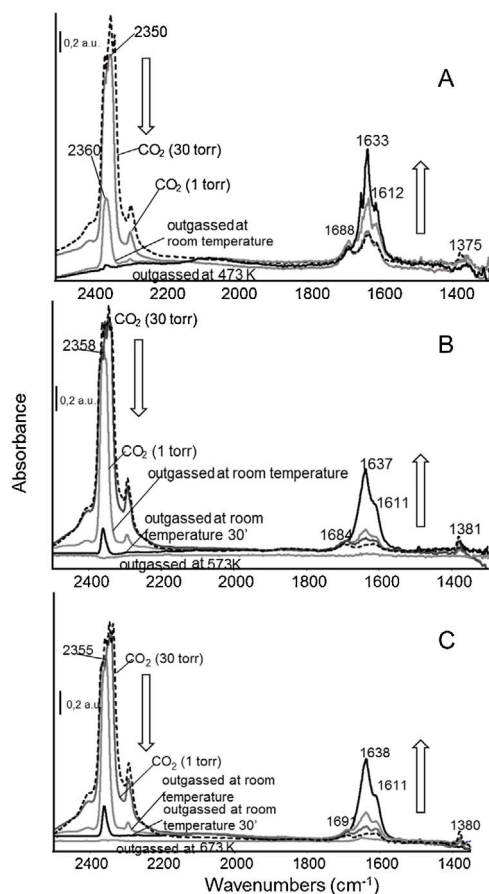 0,2 a.u.
2350
A
2360
CO₂ (30 torr)
CO₂ (1 torr)
outgassed at
room temperature
outgassed at 473 K
1633
1612
1688
1375
2400 2200 2000 1800 1600 1400
CO₂ (30 torr)
B
2358
0,2 a.u.
CO₂ (1 torr)
outgassed at room temperature
outgassed at room
temperature 30'
outgassed at 573K
1637
1611
1684
1381
2400 2200 2000 1800 1600 1400
Absorbance
C
2355
CO₂ (30 torr)
0,2 a.u.
CO₂ (1 torr)
outgassed at room
temperature
outgassed at room
temperature 30'
outgassed at 673 K
1638
1611
1691
1380
2400 2200 2000 1800 1600 1400
Wavenumbers (cm⁻¹)